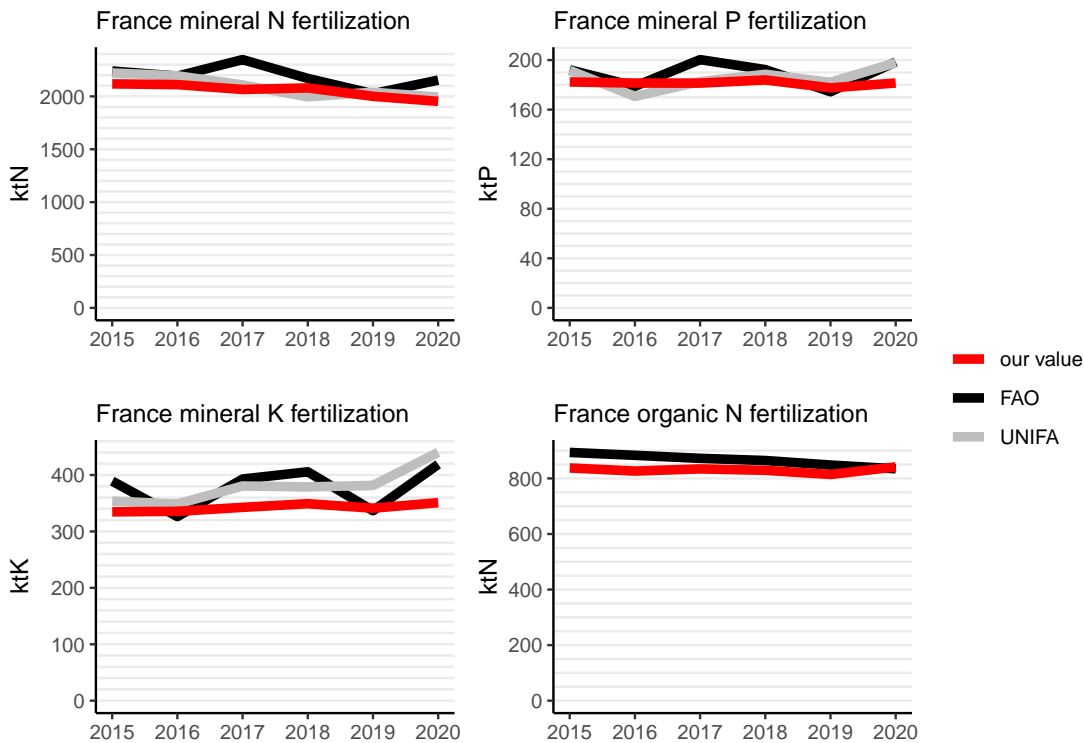 France mineral N fertilization
ktN
2000
1500
1000
500
0
2015 2016 2017 2018 2019 2020
France mineral P fertilization
ktP
200
160
120
80
40
0
2015 2016 2017 2018 2019 2020
France mineral K fertilization
ktK
400
300
200
100
0
2015 2016 2017 2018 2019 2020
France organic N fertilization
ktN
800
600
400
200
0
2015 2016 2017 2018 2019 2020
our value
FAO
UNIFA